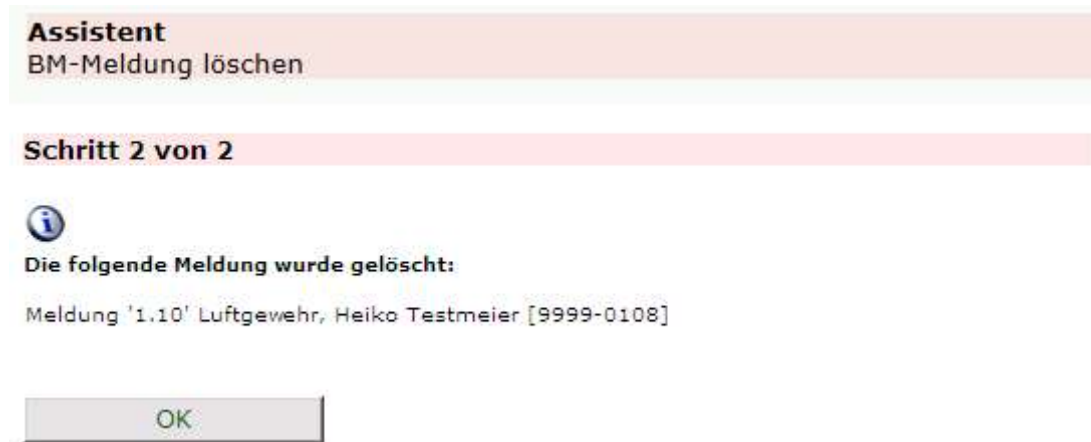 Assistent
BM-Meldung löschen
Schritt 2 von 2
Die folgende Meldung wurde gelöscht:
Meldung '1.10' Luftgewehr, Heiko Testmeier [9999-0108]
OK